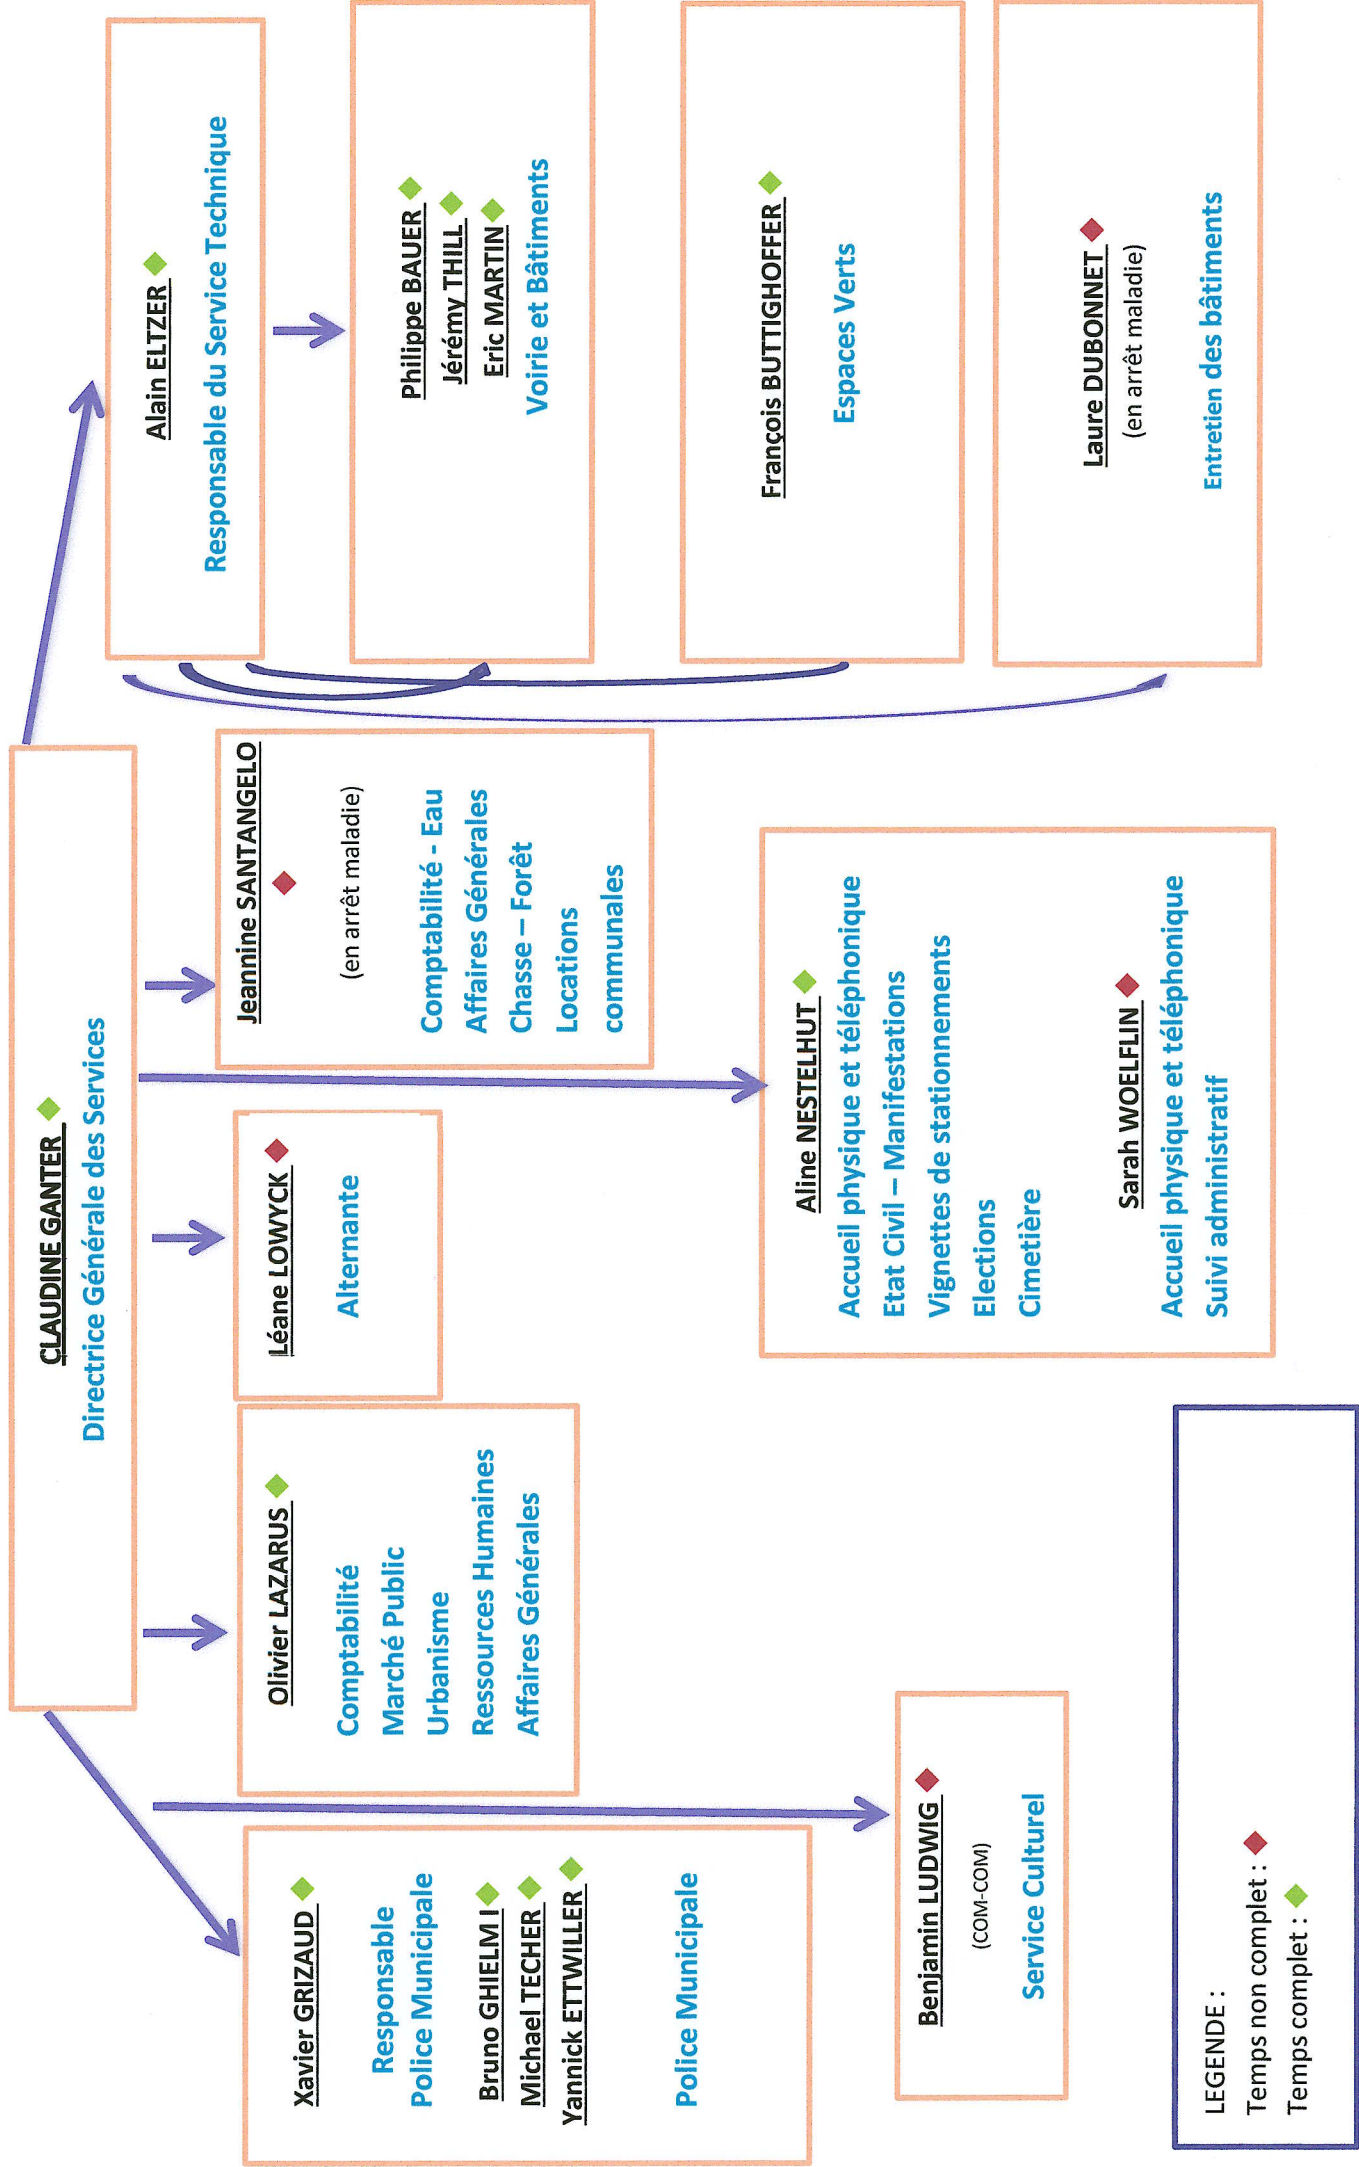 CLAUDINE GANTER
Directrice Générale des Services
Xavier GRIZAUD
Responsable
Police Municipale
Bruno GHIELM I
Michael TECHER
Yannick ETTWILLER
Police Municipale
Olivier LAZARUS
Comptabilité
Marché Public
Urbanisme
Ressources Humaines
Affaires Générales
Léane LOWYCK
Alternante
Jeannine SANTANGELO
(en arrêt maladie)
Comptabilité - Eau
Affaires Générales
Chasse – Forêt
Locations
communales
Alain ELTZER
Responsable du Service Technique
Philippe BAUER
Jérémy THILL
Eric MARTIN
Voirie et Bâtiments
François BUTTIGHOFFER
Espaces Verts
Laure DUBONNET
(en arrêt maladie)
Entretien des bâtiments
Aline NESTELHUT
Accueil physique et téléphonique
Etat Civil – Manifestations
Vignettes de stationnements
Elections
Cimetière
Sarah WOELFLIN
Accueil physique et téléphonique
Suivi administratif
Benjamin LUDWIG
(COM-COM)
Service Culturel
LEGENDE :
Temps non complet :
Temps complet :